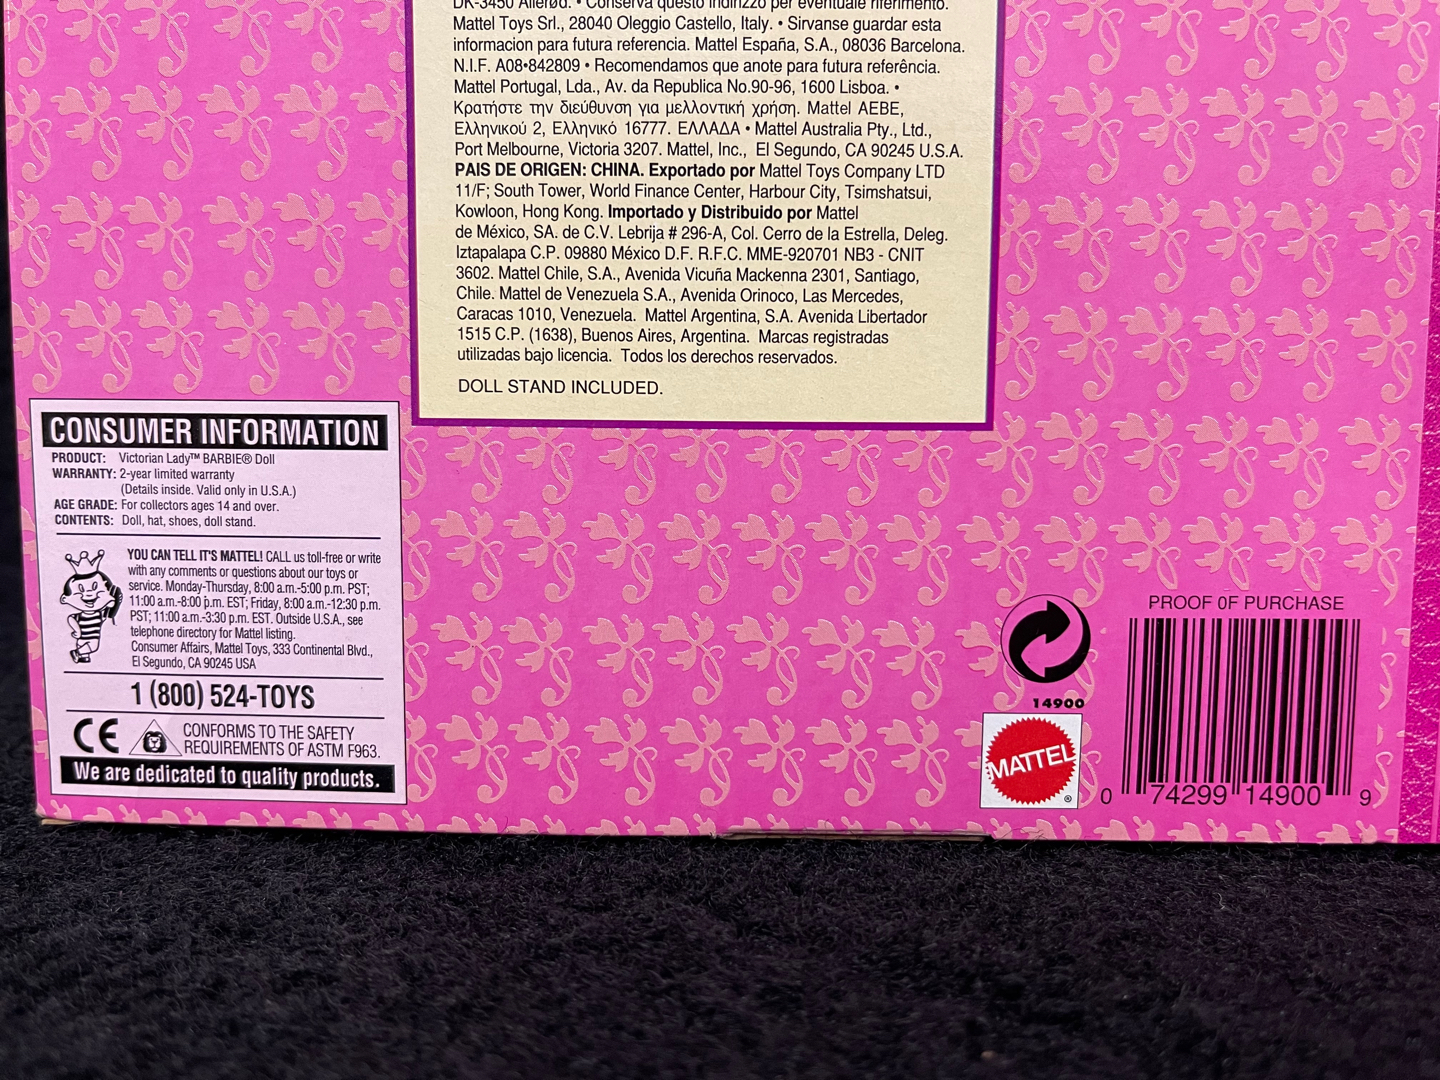 DK-3450 Allerød. • Conserva questo indirizzo per eventuale riferimento.
Mattel Toys Srl., 28040 Oleggio Castello, Italy. • Sirvanse guardar esta
informacion para futura referencia. Mattel España, S.A., 08036 Barcelona.
N.I.F. A08•842809 • Recomendamos que anote para futura referência.
Mattel Portugal, Lda., Av. da Republica No.90-96, 1600 Lisboa. •
Κρατήστε την διεύθυνση για μελλοντική χρήση. Mattel AEBE,
Ελληνικού 2, Ελληνικό 16777. ΕΛΛΑΔΑ • Mattel Australia Pty., Ltd.,
Port Melbourne, Victoria 3207. Mattel, Inc., El Segundo, CA 90245 U.S.A.
PAIS DE ORIGEN: CHINA. Exportado por Mattel Toys Company LTD
11/F; South Tower, World Finance Center, Harbour City, Tsimshatsui,
Kowloon, Hong Kong. Importado y Distribuido por Mattel
de México, SA. de C.V. Lebrija # 296-A, Col. Cerro de la Estrella, Deleg.
Iztapalapa C.P. 09880 México D.F. R.F.C. MME-920701 NB3 - CNIT
3602. Mattel Chile, S.A., Avenida Vicuña Mackenna 2301, Santiago,
Chile. Mattel de Venezuela S.A., Avenida Orinoco, Las Mercedes,
Caracas 1010, Venezuela. Mattel Argentina, S.A. Avenida Libertador
1515 C.P. (1638), Buenos Aires, Argentina. Marcas registradas
utilizadas bajo licencia. Todos los derechos reservados.
DOLL STAND INCLUDED.
CONSUMER INFORMATION
PRODUCT: Victorian Lady™ BARBIE® Doll
WARRANTY: 2-year limited warranty
(Details inside. Valid only in U.S.A.)
AGE GRADE: For collectors ages 14 and over.
CONTENTS: Doll, hat, shoes, doll stand.
YOU CAN TELL IT'S MATTEL! CALL us toll-free or write
with any comments or questions about our toys or
service. Monday-Thursday, 8:00 a.m.-5:00 p.m. PST;
11:00 a.m.-8:00 p.m. EST; Friday, 8:00 a.m.-12:30 p.m.
PST; 11:00 a.m.-3:30 p.m. EST. Outside U.S.A., see
telephone directory for Mattel listing.
Consumer Affairs, Mattel Toys, 333 Continental Blvd.,
El Segundo, CA 90245 USA
1 (800) 524-TOYS
CE
CONFORMS TO THE SAFETY
REQUIREMENTS OF ASTM F963.
We are dedicated to quality products.
14900
MATTEL
®
PROOF OF PURCHASE
0 74299 14900 9